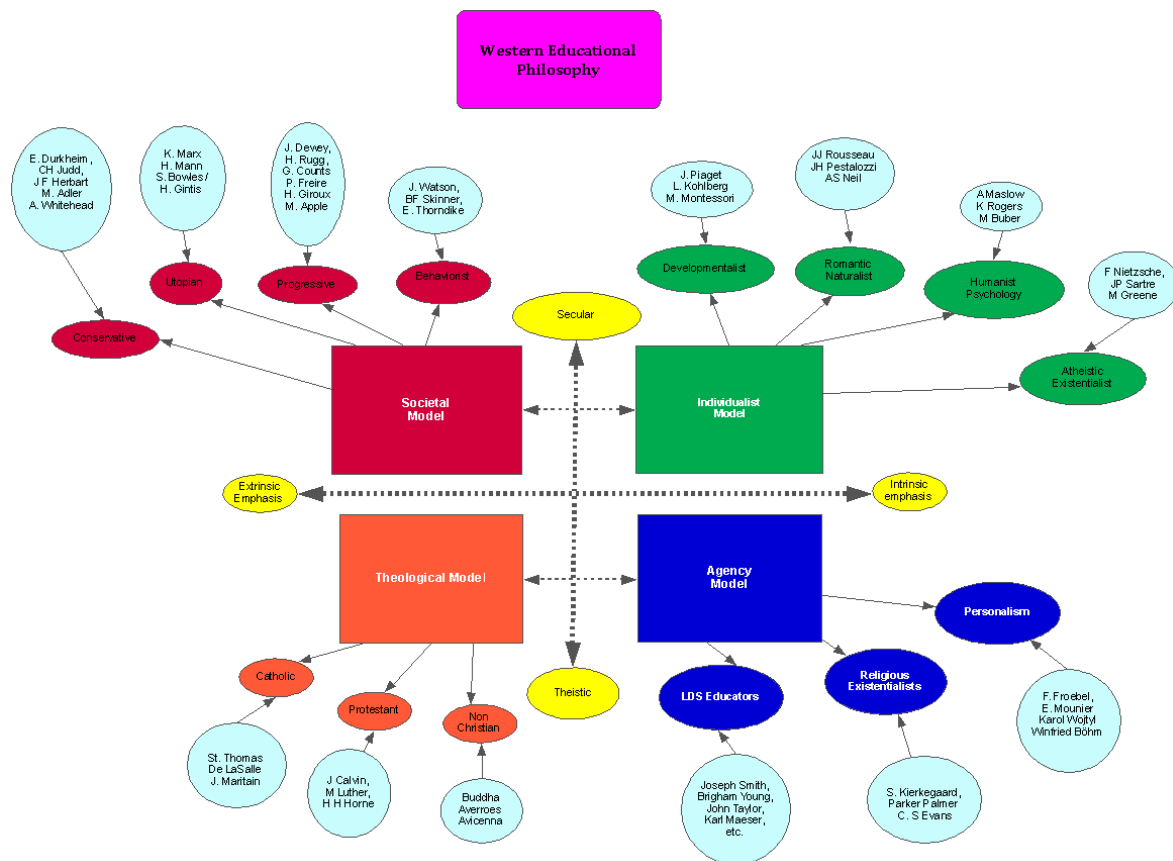 Western Educational
Philosophy
E. Durkheim,
CH Judd,
J F Herbart
M. Adler
A. Whitehead
K. Marx
H. Mann
S. Bowles /
H. Gintis
J. Devey,
H. Rugg,
G. Counts
P. Freire
H. Giroux
M. Apple
J. Watson,
BF Skinner,
E. Thorndike
J. Piaget
L. Kohlberg
M. Montessori
JJ Rousseau
JH Pestalozzi
AS Neil
A Maslow
K Rogers
M Buber
F Nietzsche,
JP Sartre
M Greene
Conservative
Utopian
Progressive
Behaviorist
Secular
Developmentalist
Romantic
Naturalist
Humanist
Psychology
Atheistic
Existentialist
Societal
Model
Individualist
Model
Extrinsic
Emphasis
Intrinsic
emphasis
Theological Model
Agency
Model
Catholic
Protestant
Non
Christian
Theistic
LDS Educators
Religious
Existentialists
Personalism
St. Thomas
De LaSalle
J. Maritain
J Calvin,
M Luther,
H H Horne
Buddha
Averroes
Avicenna
Joseph Smith,
Brigham Young,
John Taylor,
Karl Maeser,
etc.
S. Kierkegaard,
Parker Palmer
C. S Evans
F. Froebel,
E. Mounier
Karol Wojtyl
Winfried Böhm